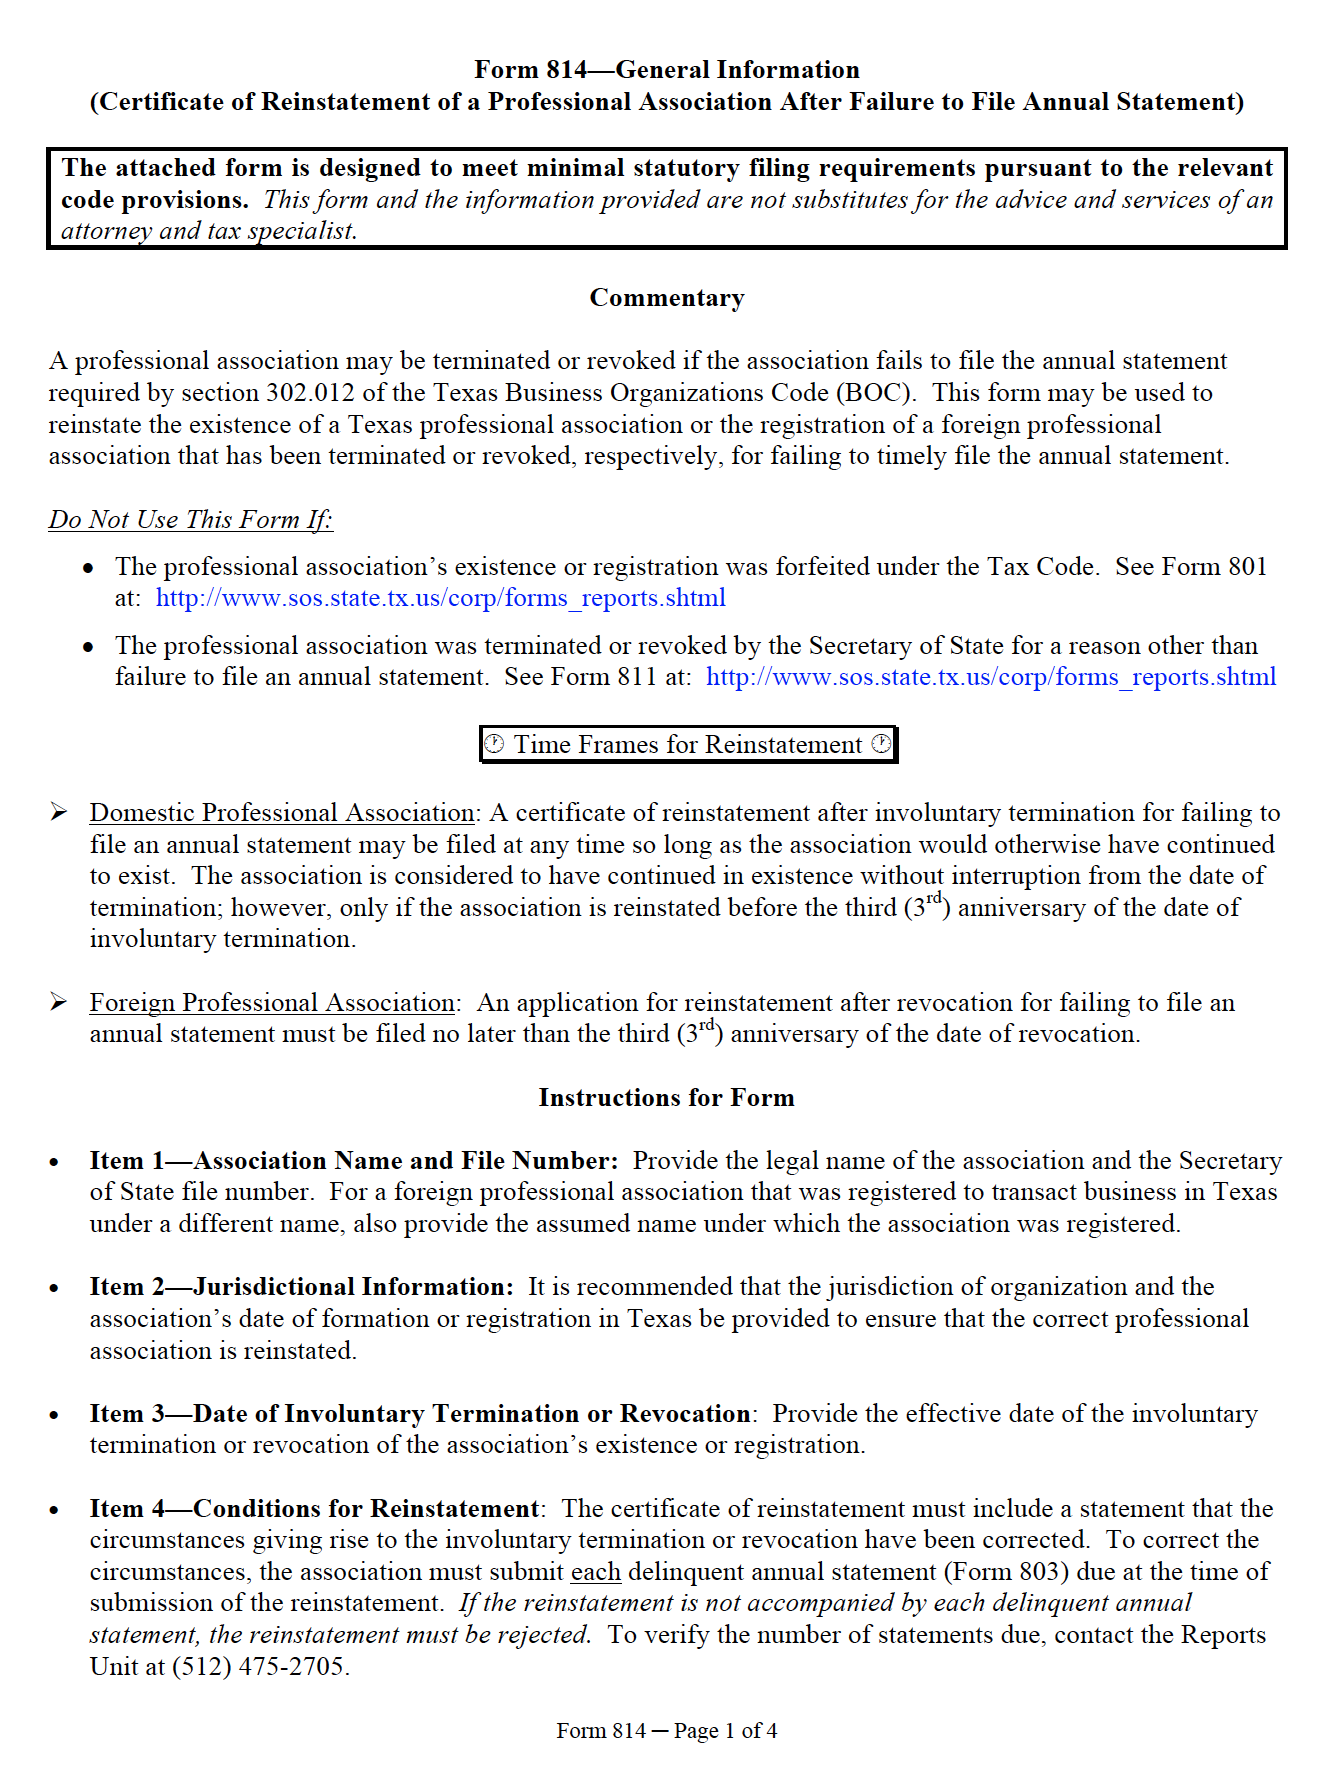 Form 814—General Information
(Certificate of Reinstatement of a Professional Association After Failure to File Annual Statement)
The attached form is designed to meet minimal statutory filing requirements pursuant to the relevant
code provisions. This form and the information provided are not substitutes for the advice and services of an
attorney and tax specialist.
Commentary
A professional association may be terminated or revoked if the association fails to file the annual statement
required by section 302.012 of the Texas Business Organizations Code (BOC). This form may be used to
reinstate the existence of a Texas professional association or the registration of a foreign professional
association that has been terminated or revoked, respectively, for failing to timely file the annual statement.
Do Not Use This Form If:
• The professional association's existence or registration was forfeited under the Tax Code. See Form 801
at: http://www.sos.state.tx.us/corp/forms_reports.shtml
• The professional association was terminated or revoked by the Secretary of State for a reason other than
failure to file an annual statement. See Form 811 at: http://www.sos.state.tx.us/corp/forms_reports.shtml
🕐 Time Frames for Reinstatement 🕐
➢ Domestic Professional Association: A certificate of reinstatement after involuntary termination for failing to
file an annual statement may be filed at any time so long as the association would otherwise have continued
to exist. The association is considered to have continued in existence without interruption from the date of
termination; however, only if the association is reinstated before the third (3rd) anniversary of the date of
involuntary termination.
➢ Foreign Professional Association: An application for reinstatement after revocation for failing to file an
annual statement must be filed no later than the third (3rd) anniversary of the date of revocation.
Instructions for Form
• Item 1—Association Name and File Number: Provide the legal name of the association and the Secretary
of State file number. For a foreign professional association that was registered to transact business in Texas
under a different name, also provide the assumed name under which the association was registered.
• Item 2—Jurisdictional Information: It is recommended that the jurisdiction of organization and the
association's date of formation or registration in Texas be provided to ensure that the correct professional
association is reinstated.
• Item 3—Date of Involuntary Termination or Revocation: Provide the effective date of the involuntary
termination or revocation of the association's existence or registration.
• Item 4—Conditions for Reinstatement: The certificate of reinstatement must include a statement that the
circumstances giving rise to the involuntary termination or revocation have been corrected. To correct the
circumstances, the association must submit each delinquent annual statement (Form 803) due at the time of
submission of the reinstatement. If the reinstatement is not accompanied by each delinquent annual
statement, the reinstatement must be rejected. To verify the number of statements due, contact the Reports
Unit at (512) 475-2705.
Form 814 — Page 1 of 4